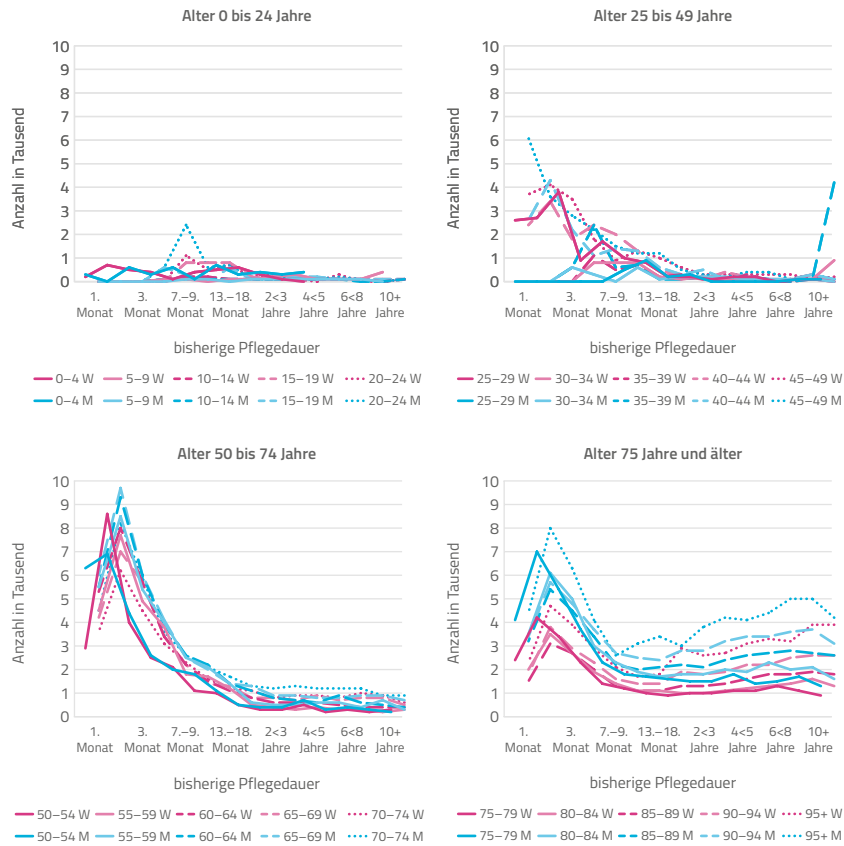 Alter 0 bis 24 Jahre
Anzahl in Tausend
10
9
8
7
6
5
4
3
2
1
0
1. 3. 7.–9. 13.–18. 2<3 4<5 6<8 10+
Monat Monat Monat Monat Jahre Jahre Jahre Jahre
bisherige Pflegedauer
0–4 W 5–9 W 10–14 W 15–19 W 20–24 W
0–4 M 5–9 M 10–14 M 15–19 M 20–24 M
Alter 25 bis 49 Jahre
Anzahl in Tausend
10
9
8
7
6
5
4
3
2
1
0
1. 3. 7.–9. 13.–18. 2<3 4<5 6<8 10+
Monat Monat Monat Monat Jahre Jahre Jahre Jahre
bisherige Pflegedauer
25–29 W 30–34 W 35–39 W 40–44 W 45–49 W
25–29 M 30–34 M 35–39 M 40–44 M 45–49 M
Alter 50 bis 74 Jahre
Anzahl in Tausend
10
9
8
7
6
5
4
3
2
1
0
1. 3. 7.–9. 13.–18. 2<3 4<5 6<8 10+
Monat Monat Monat Monat Jahre Jahre Jahre Jahre
bisherige Pflegedauer
50–54 W 55–59 W 60–64 W 65–69 W 70–74 W
50–54 M 55–59 M 60–64 M 65–69 M 70–74 M
Alter 75 Jahre und älter
Anzahl in Tausend
10
9
8
7
6
5
4
3
2
1
0
1. 3. 7.–9. 13.–18. 2<3 4<5 6<8 10+
Monat Monat Monat Monat Jahre Jahre Jahre Jahre
bisherige Pflegedauer
75–79 W 80–84 W 85–89 W 90–94 W 95+ W
75–79 M 80–84 M 85–89 M 90–94 M 95+ M